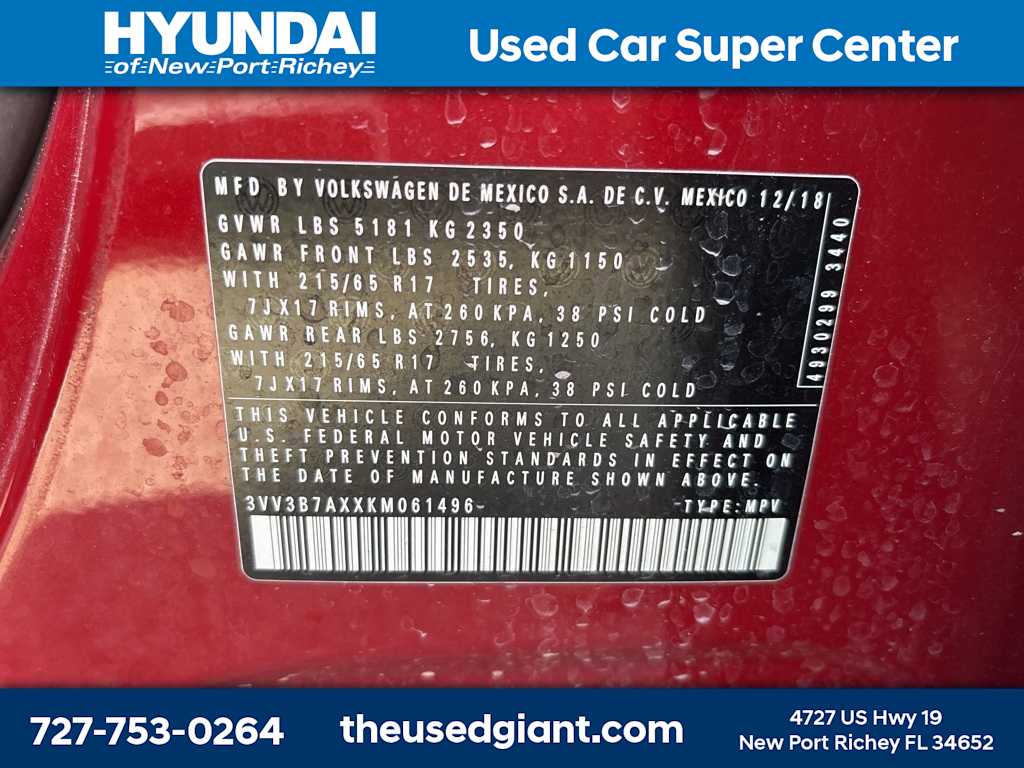 HYUNDAI
of New Port Richey
Used Car Super Center
MFD BY VOLKSWAGEN DE MEXICO S.A. DE C.V. MEXICO 12/18
GVWR LBS 5181 KG 2350
GAWR FRONT LBS 2535, KG 1150
WITH 215/65 R17 TIRES,
7JX17 RIMS, AT 260 KPA, 38 PSI COLD
GAWR REAR LBS 2756, KG 1250
WITH 215/65 R17 TIRES,
7JX17 RIMS, AT 260 KPA, 38 PSI COLD
4930299 3440
THIS VEHICLE CONFORMS TO ALL APPLICABLE
U.S. FEDERAL MOTOR VEHICLE SAFETY AND
THEFT PREVENTION STANDARDS IN EFFECT ON
THE DATE OF MANUFACTURE SHOWN ABOVE.
3VV3B7AXXKM061496- -TYPE:MPV
727-753-0264
theusedgiant.com
4727 US Hwy 19
New Port Richey FL 34652